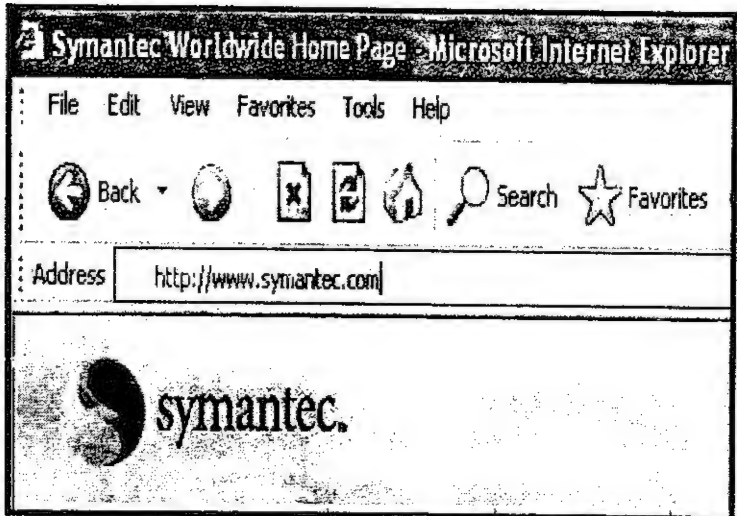 Symantec Worldwide Home Page - Microsoft Internet Explorer
File Edit View Favorites Tools Help
Back Search Favorites
Address http://www.symantec.com
symantec.